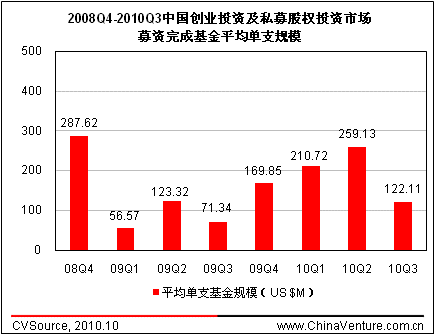 2008Q4-2010Q3中国创业投资及私募股权投资市场
募资完成基金平均单支规模
500
400
300
200
100
0
287.62
56.57
123.32
71.34
169.85
210.72
259.13
122.11
08Q4 09Q1 09Q2 09Q3 09Q4 10Q1 10Q2 10Q3
平均单支基金规模（US $M）
CVSource, 2010.10 www.ChinaVenture.com.cn